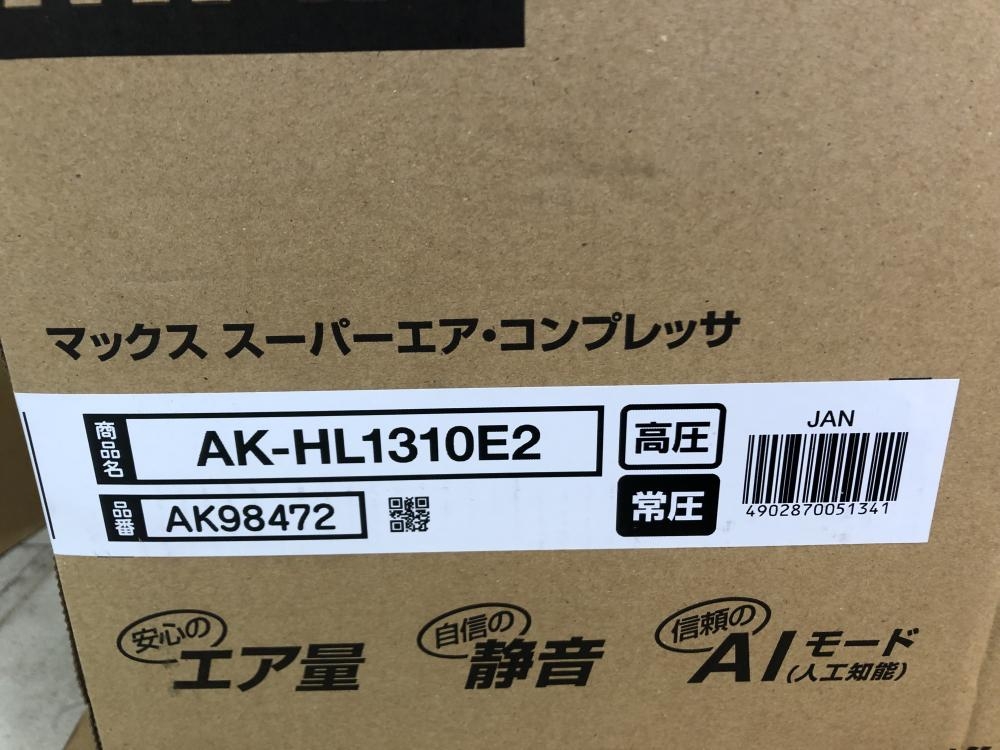 マックス スーパーエア・コンプレッサ
商品名 AK-HL1310E2
高圧
JAN
4902870051341
品番 AK98472
常圧
安心の エア量
自信の 静音
信頼の AIモード
(人工知能)